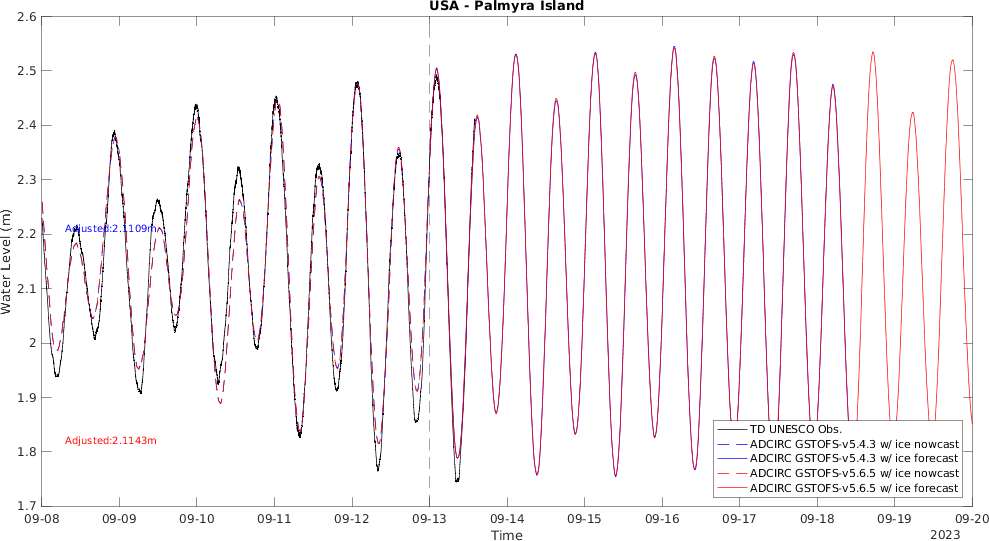 USA - Palmyra Island
2.6
2.5
2.4
2.3
2.2
2.1
2
1.9
1.8
1.7
Water Level (m)
Adjusted:2.1109m
Adjusted:2.1143m
TD UNESCO Obs.
ADCIRC GSTOFS-v5.4.3 w/ ice nowcast
ADCIRC GSTOFS-v5.4.3 w/ ice forecast
ADCIRC GSTOFS-v5.6.5 w/ ice nowcast
ADCIRC GSTOFS-v5.6.5 w/ ice forecast
09-08 09-09 09-10 09-11 09-12 09-13 09-14 09-15 09-16 09-17 09-18 09-19 09-20
Time
2023